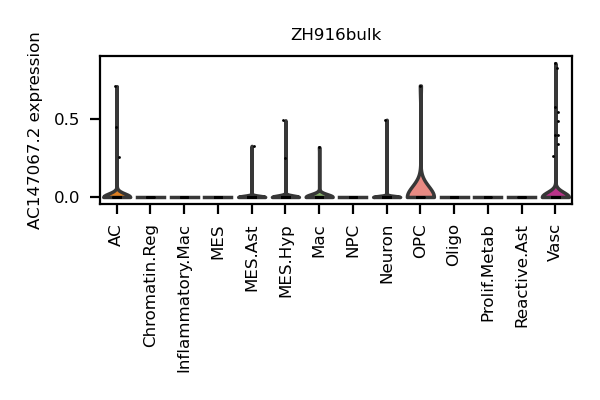 ZH916bulk
AC147067.2 expression
0.5
0.0
AC
Chromatin.Reg
Inflammatory.Mac
MES
MES.Ast
MES.Hyp
Mac
NPC
Neuron
OPC
Oligo
Prolif.Metab
Reactive.Ast
Vasc